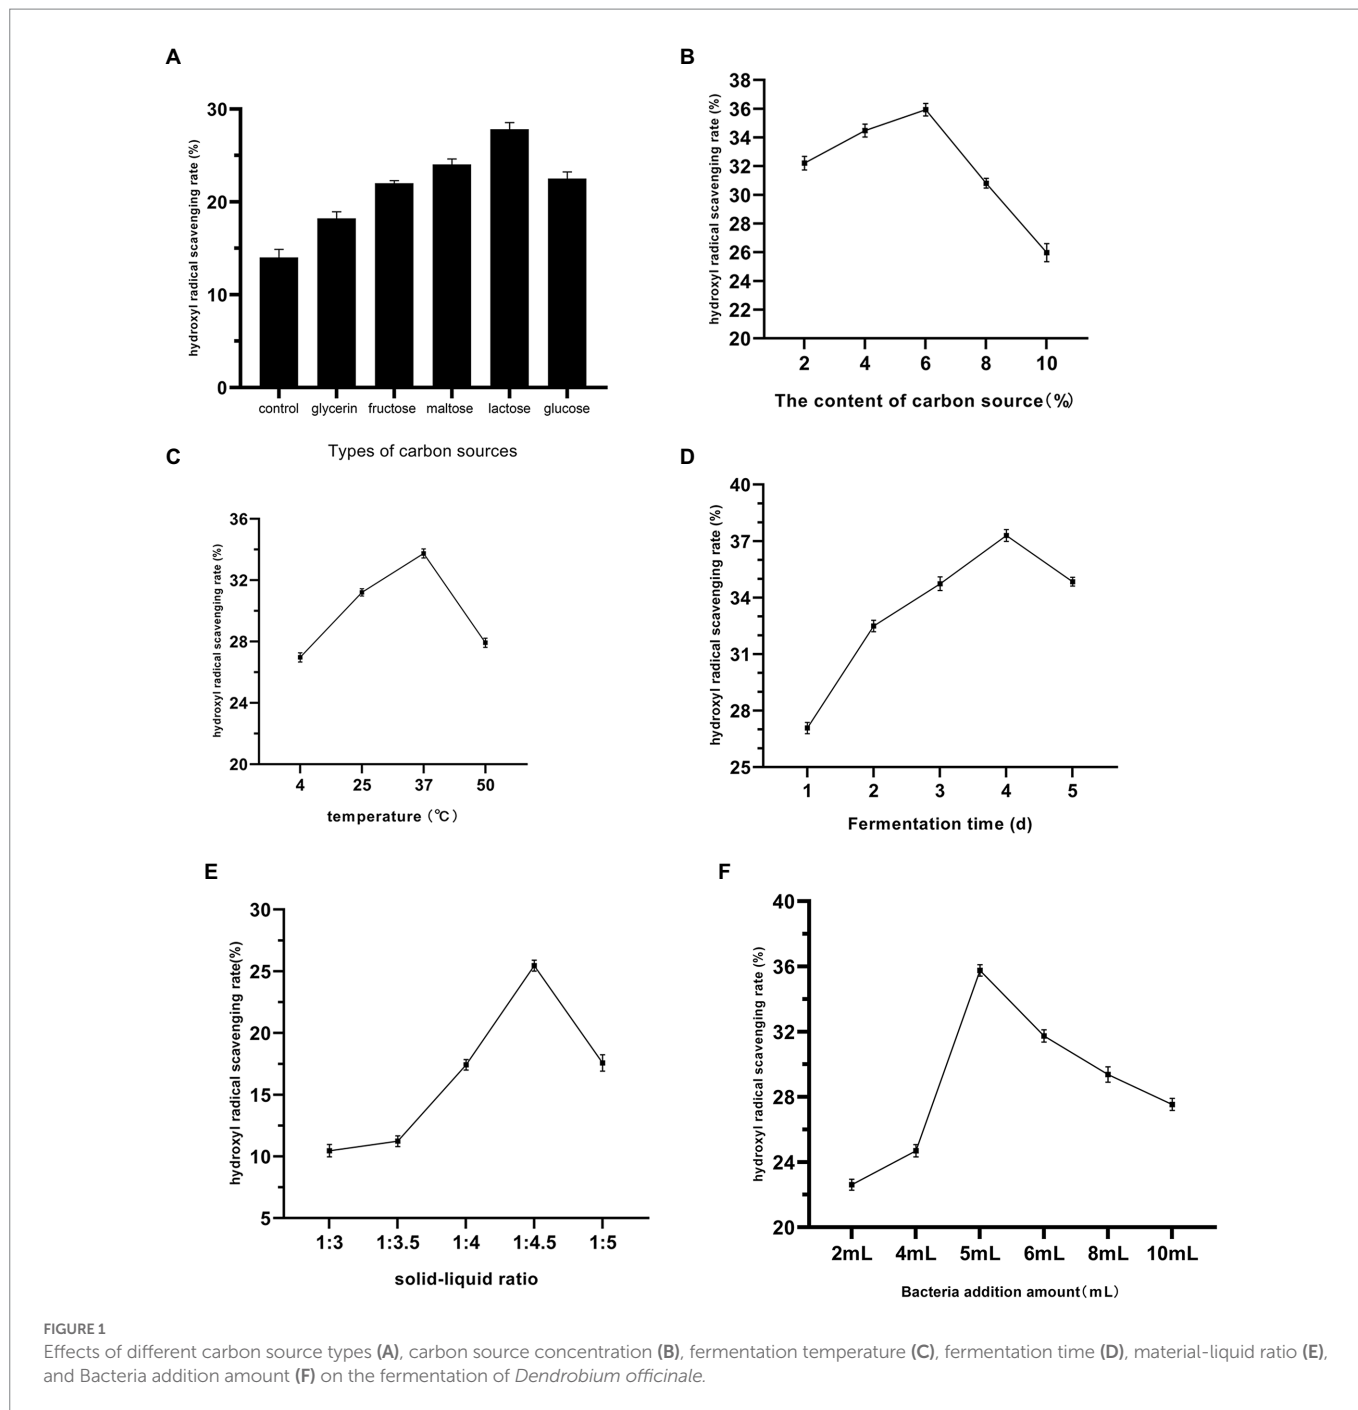 A
hydroxyl radical scavenging rate (%)
30
20
10
0
control glycerin fructose maltose lactose glucose
Types of carbon sources
B
hydroxyl radical scavenging rate (%)
38
36
34
32
30
28
26
24
22
20
2 4 6 8 10
The content of carbon source(%)
C
hydroxyl radical scavenging rate (%)
36
32
28
24
20
4 25 37 50
temperature (℃)
D
hydroxyl radical scavenging rate (%)
40
37
34
31
28
25
1 2 3 4 5
Fermentation time (d)
E
hydroxyl radical scavenging rate(%)
30
25
20
15
10
5
1:3 1:3.5 1:4 1:4.5 1:5
solid-liquid ratio
F
hydroxyl radical scavenging rate (%)
40
36
32
28
24
20
2mL 4mL 5mL 6mL 8mL 10mL
Bacteria addition amount(mL)
FIGURE 1
Effects of different carbon source types (A), carbon source concentration (B), fermentation temperature (C), fermentation time (D), material-liquid ratio (E),
and Bacteria addition amount (F) on the fermentation of Dendrobium officinale.